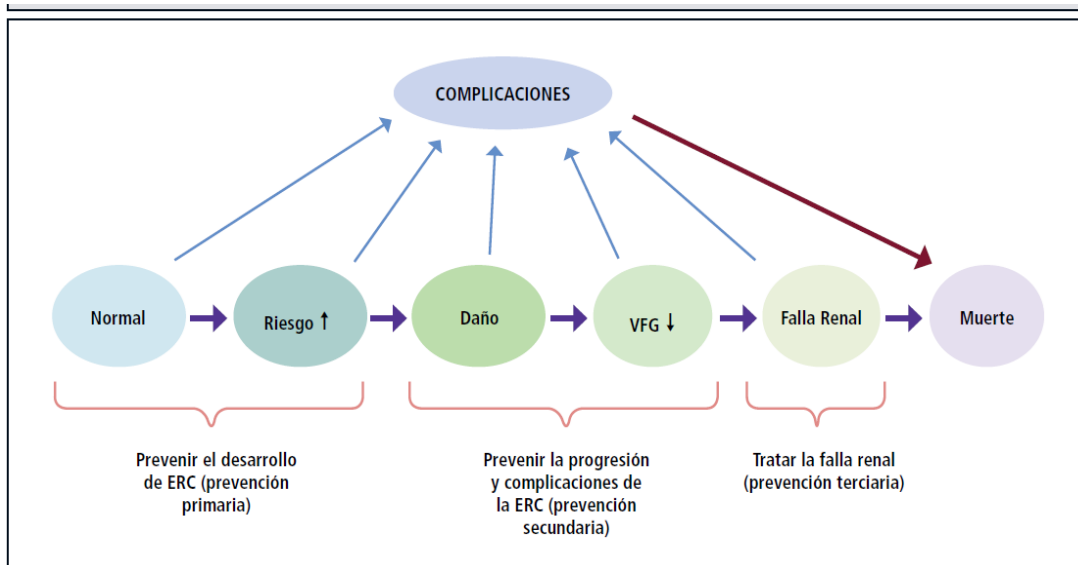 COMPLICACIONES
Normal
Riesgo ↑
Daño
VFG ↓
Falla Renal
Muerte
Prevenir el desarrollo
de ERC (prevención
primaria)
Prevenir la progresión
y complicaciones de
la ERC (prevención
secundaria)
Tratar la falla renal
(prevención terciaria)